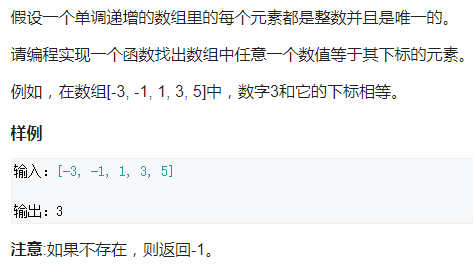 假设一个单调递增的数组里的每个元素都是整数并且是唯一的。
请编程实现一个函数找出数组中任意一个数值等于其下标的元素。
例如，在数组[-3, -1, 1, 3, 5]中，数字3和它的下标相等。
样例
输入：[-3, -1, 1, 3, 5]
输出：3
注意:如果不存在，则返回-1。